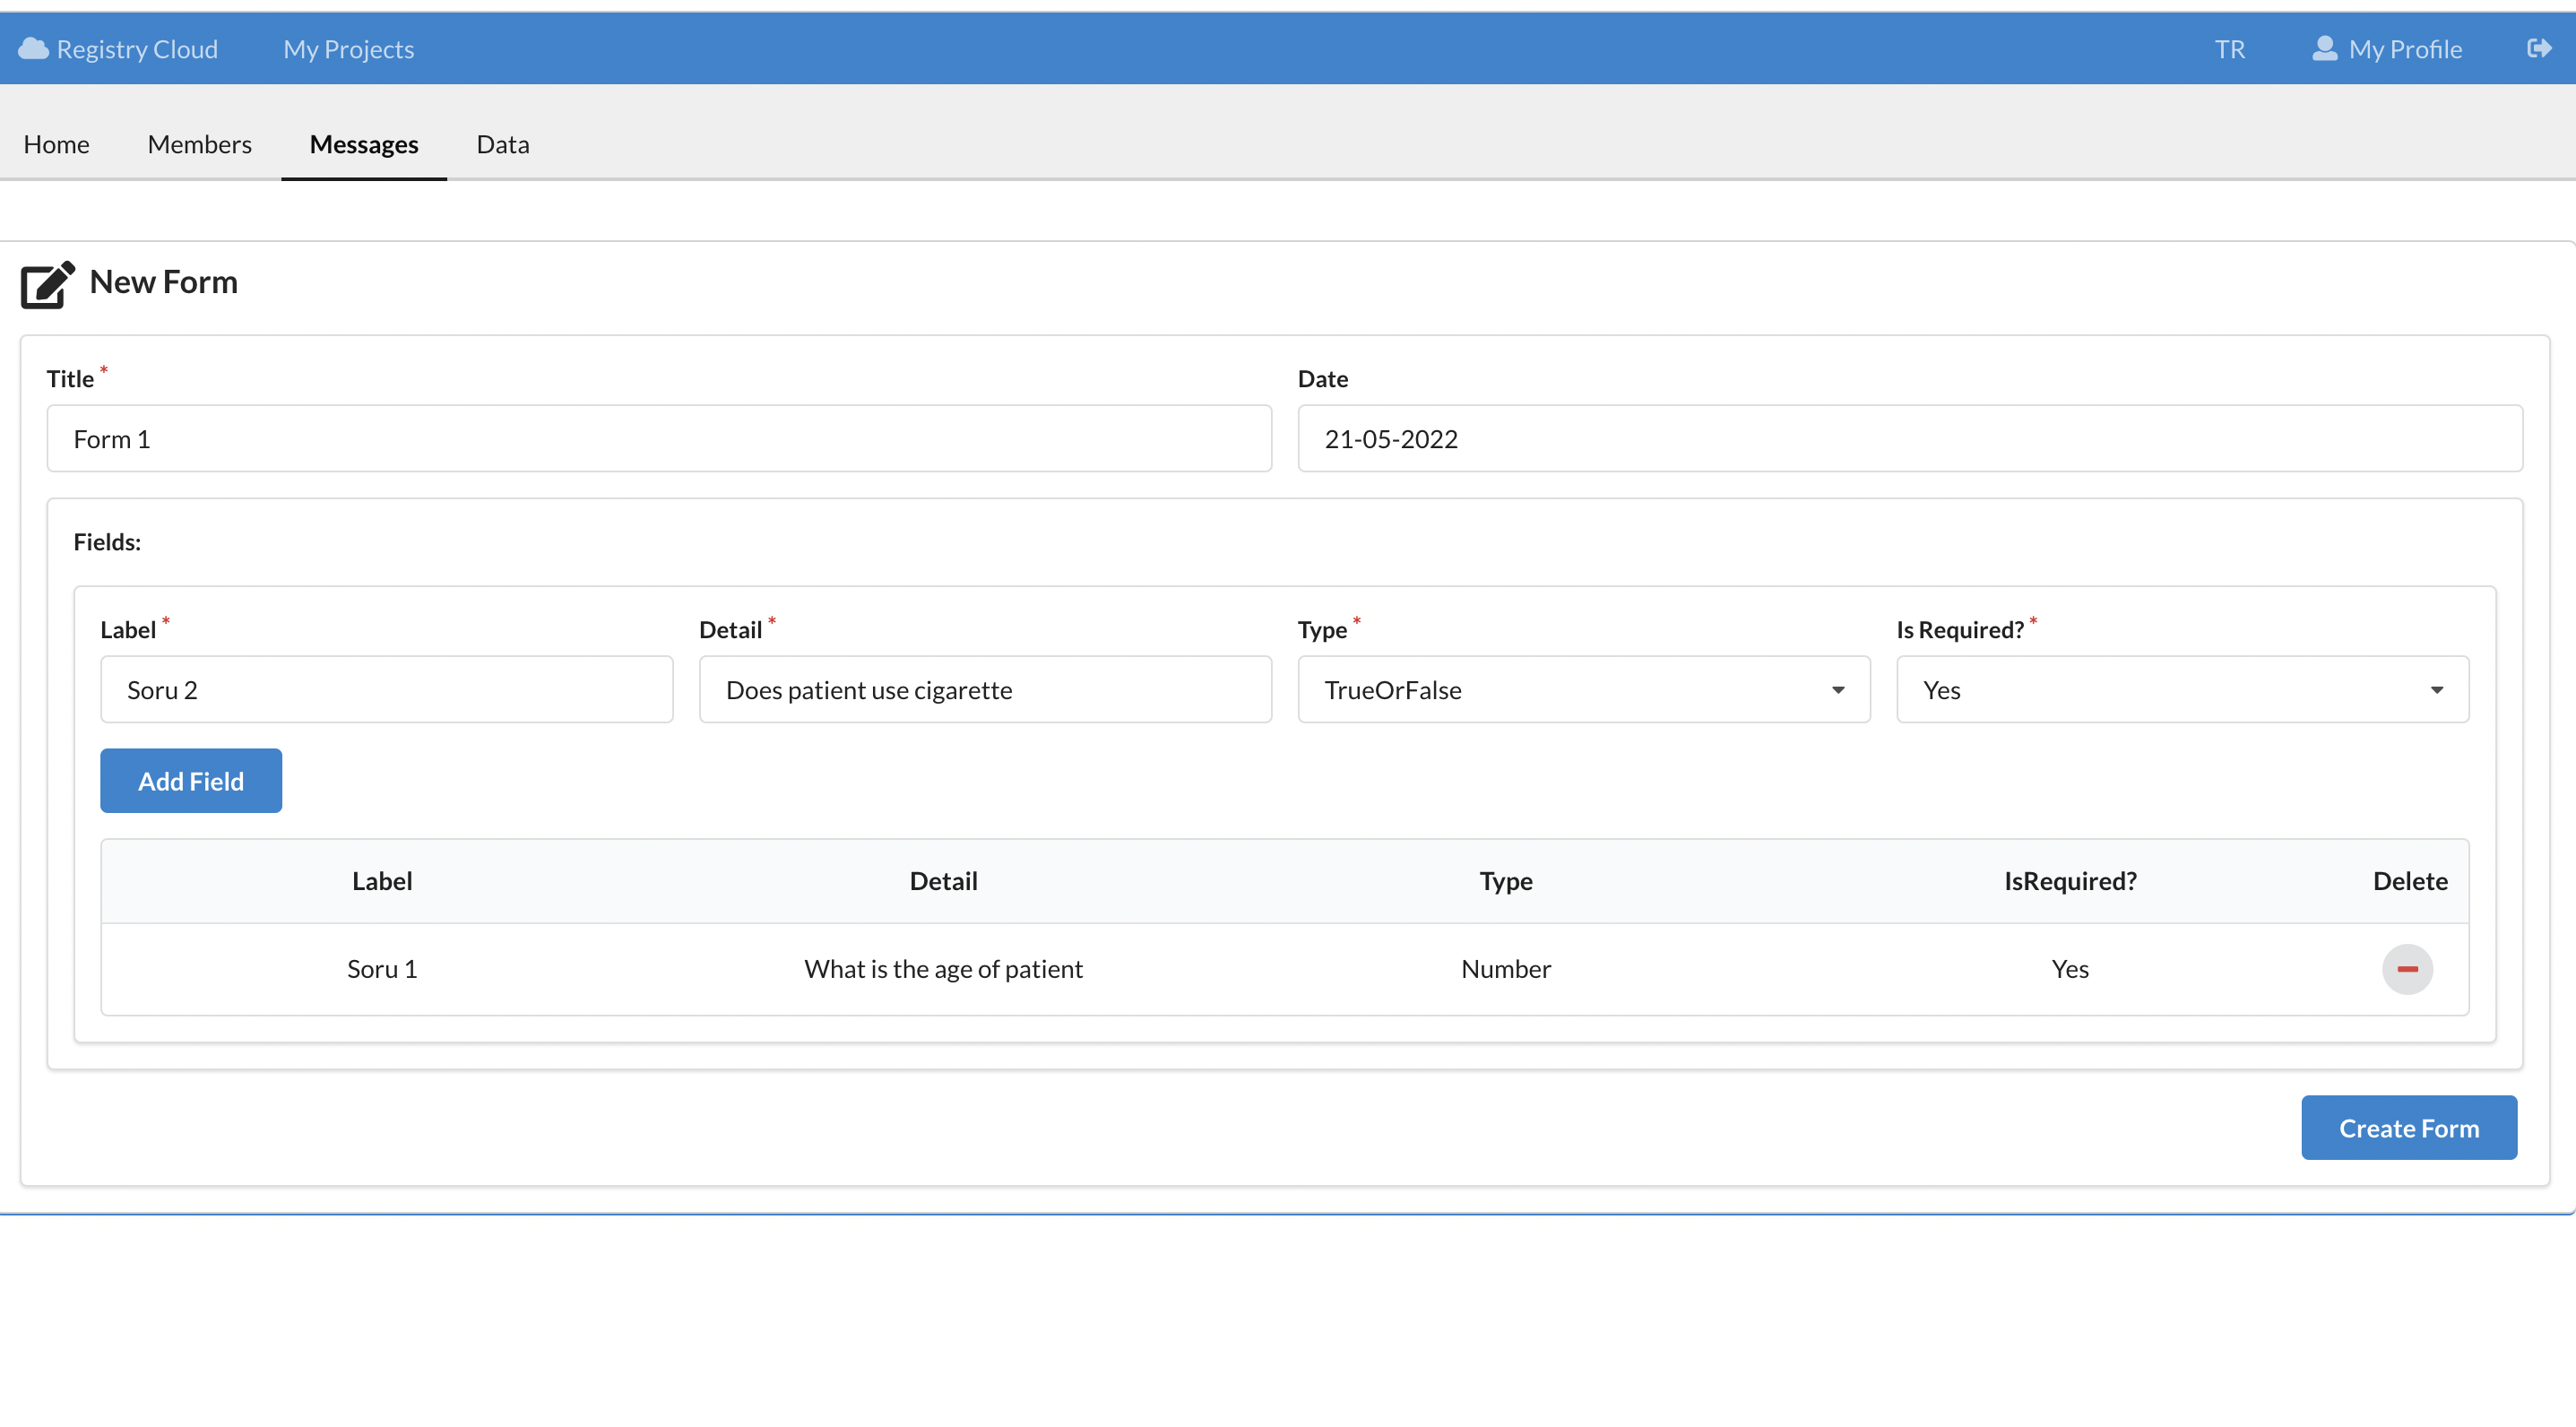 Registry Cloud My Projects TR My Profile
Home Members Messages Data
New Form
Title * Date
Form 1 21-05-2022
Fields:
Label * Detail * Type * Is Required? *
Soru 2 Does patient use cigarette TrueOrFalse Yes
Add Field
Label Detail Type IsRequired? Delete
Soru 1 What is the age of patient Number Yes
Create Form